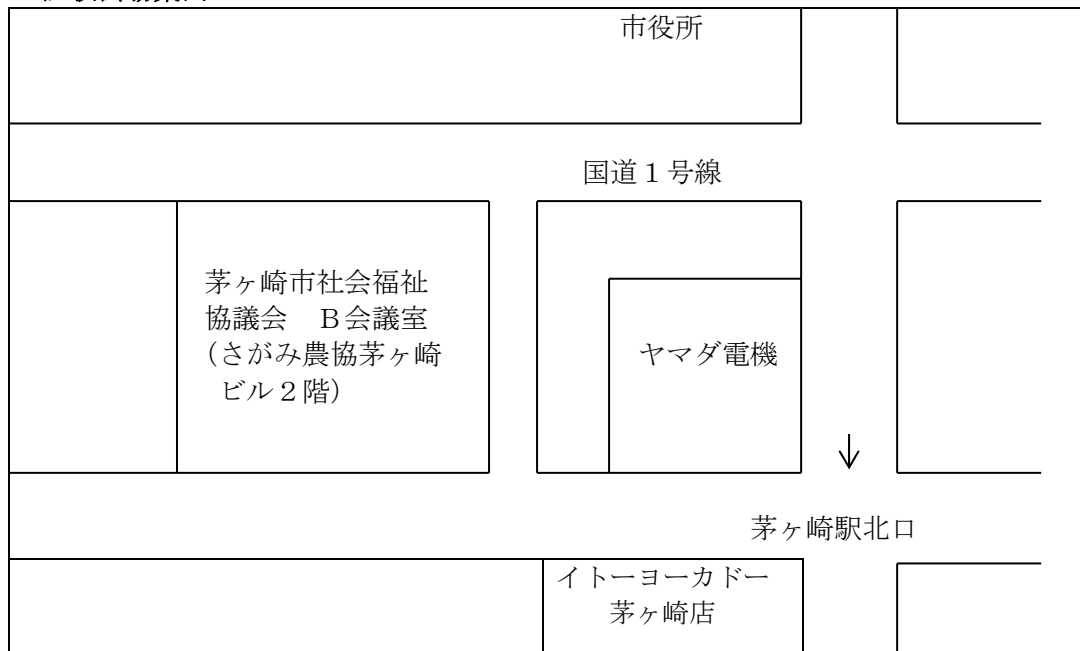 市役所
国道１号線
茅ヶ崎市社会福祉
協議会　Ｂ会議室
（さがみ農協茅ヶ崎
ビル２階）
ヤマダ電機
茅ヶ崎駅北口
イトーヨーカドー
茅ヶ崎店